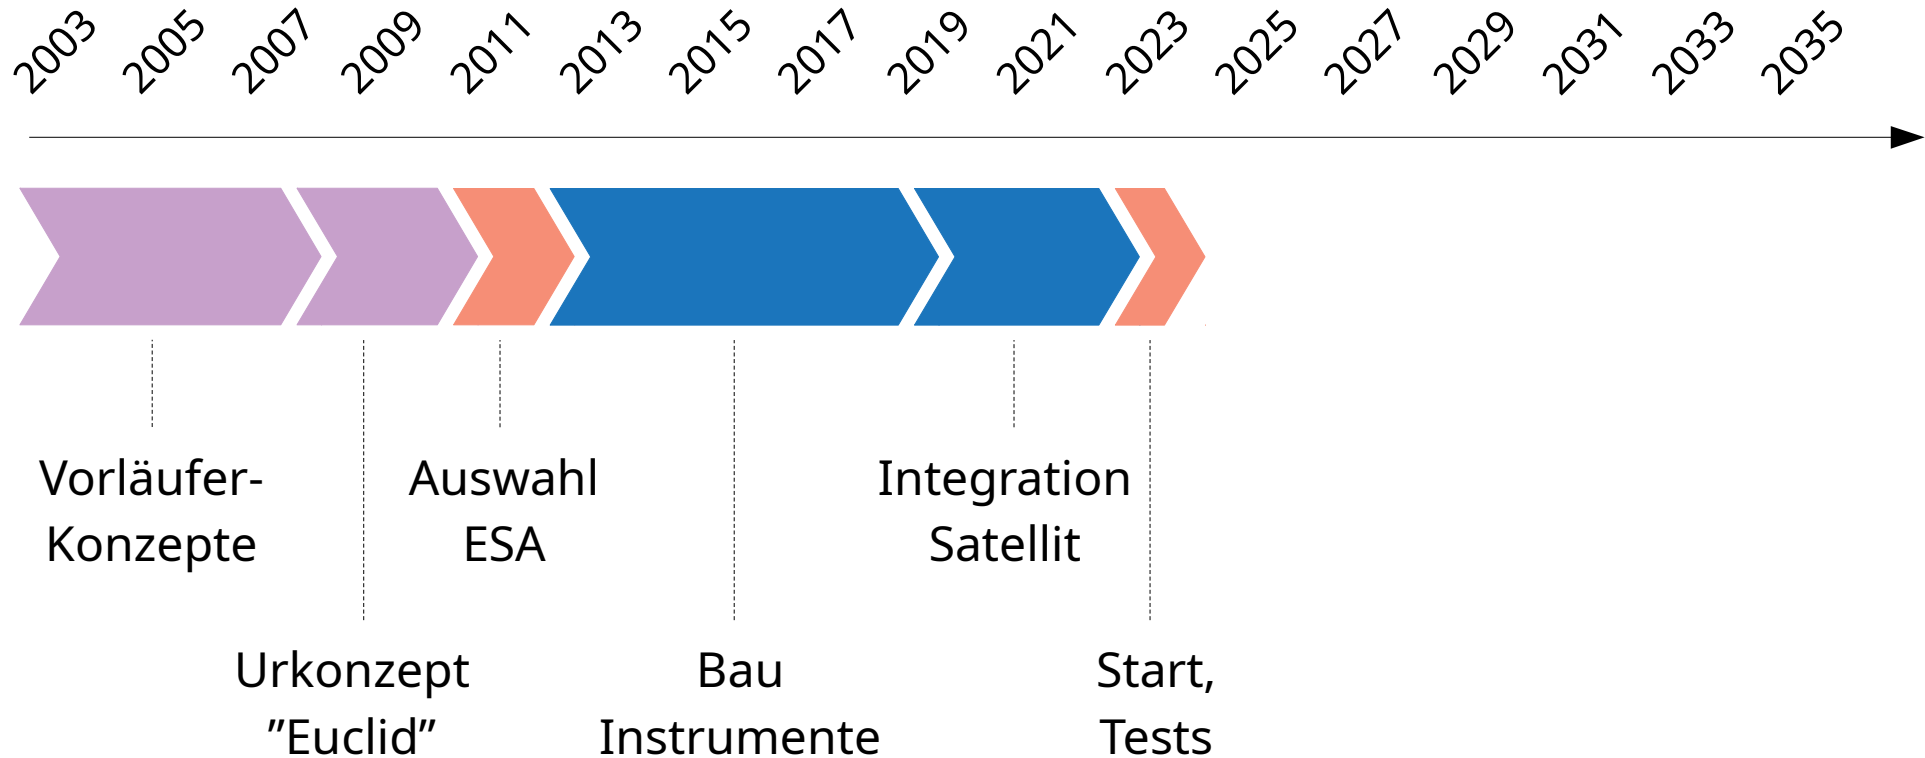 2003 2005 2007 2009 2011 2013 2015 2017 2019 2021 2023 2025 2027 2029 2031 2033 2035
Vorläufer-
Konzepte
Auswahl
ESA
Integration
Satellit
Urkonzept
”Euclid”
Bau
Instrumente
Start,
Tests